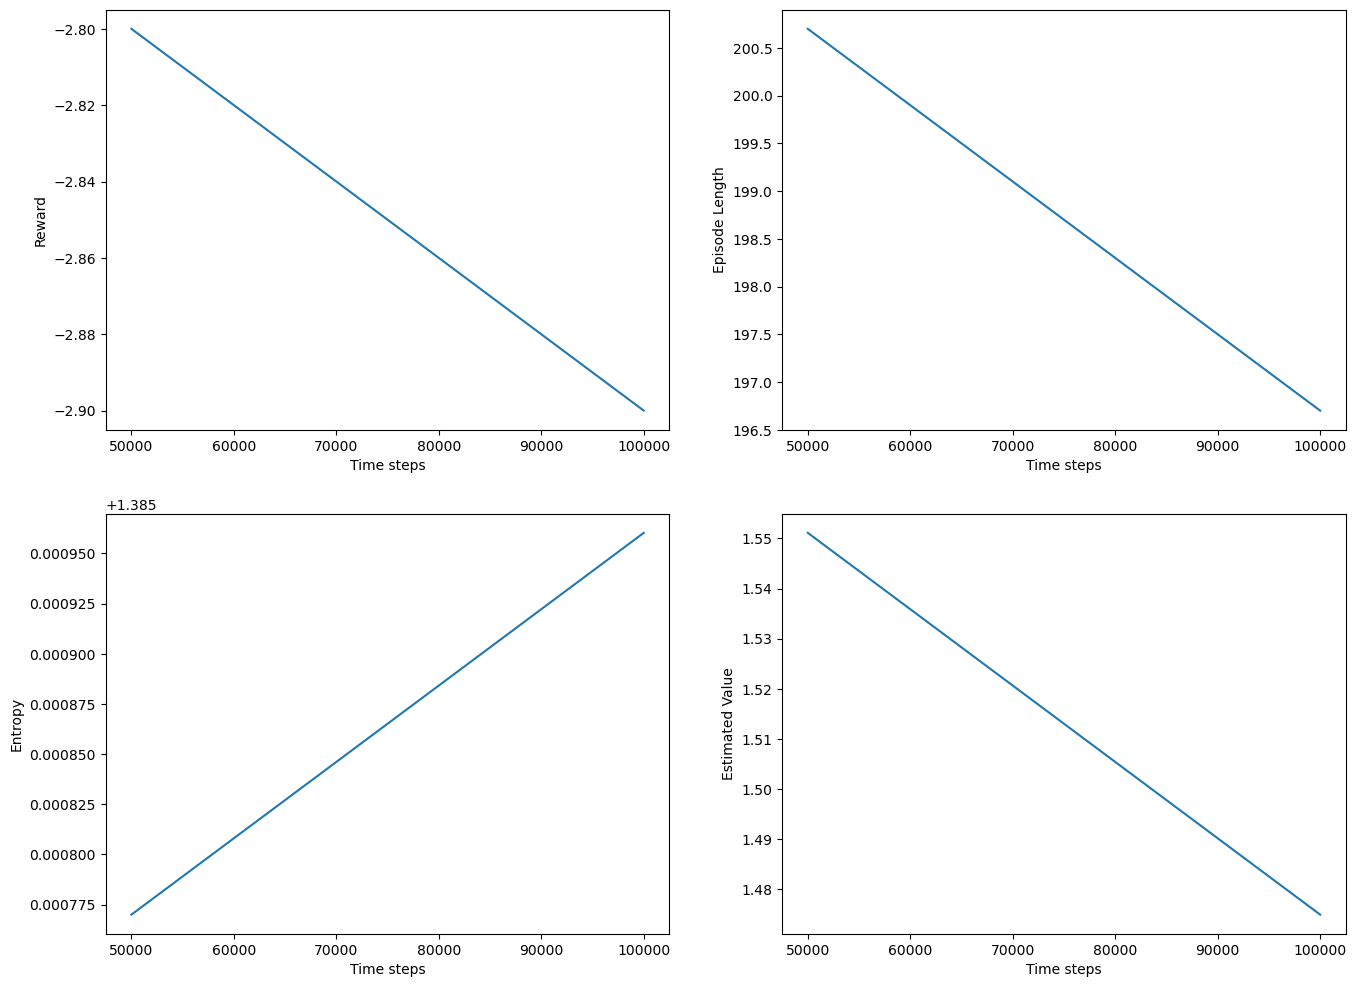 −2.80
−2.82
−2.84
−2.86
−2.88
−2.90
Reward
50000 60000 70000 80000 90000 100000
Time steps
200.5
200.0
199.5
199.0
198.5
198.0
197.5
197.0
196.5
Episode Length
50000 60000 70000 80000 90000 100000
Time steps
+1.385
0.000950
0.000925
0.000900
0.000875
0.000850
0.000825
0.000800
0.000775
Entropy
50000 60000 70000 80000 90000 100000
Time steps
1.55
1.54
1.53
1.52
1.51
1.50
1.49
1.48
Estimated Value
50000 60000 70000 80000 90000 100000
Time steps